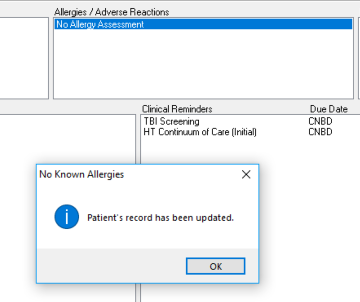 Allergies / Adverse Reactions
No Allergy Assessment
Clinical Reminders Due Date
TBI Screening CNBD
HT Continuum of Care (Initial) CNBD
No Known Allergies
Patient's record has been updated.
OK